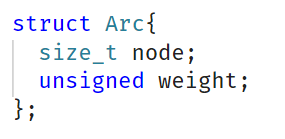 struct Arc{
  size_t node;
  unsigned weight;
};